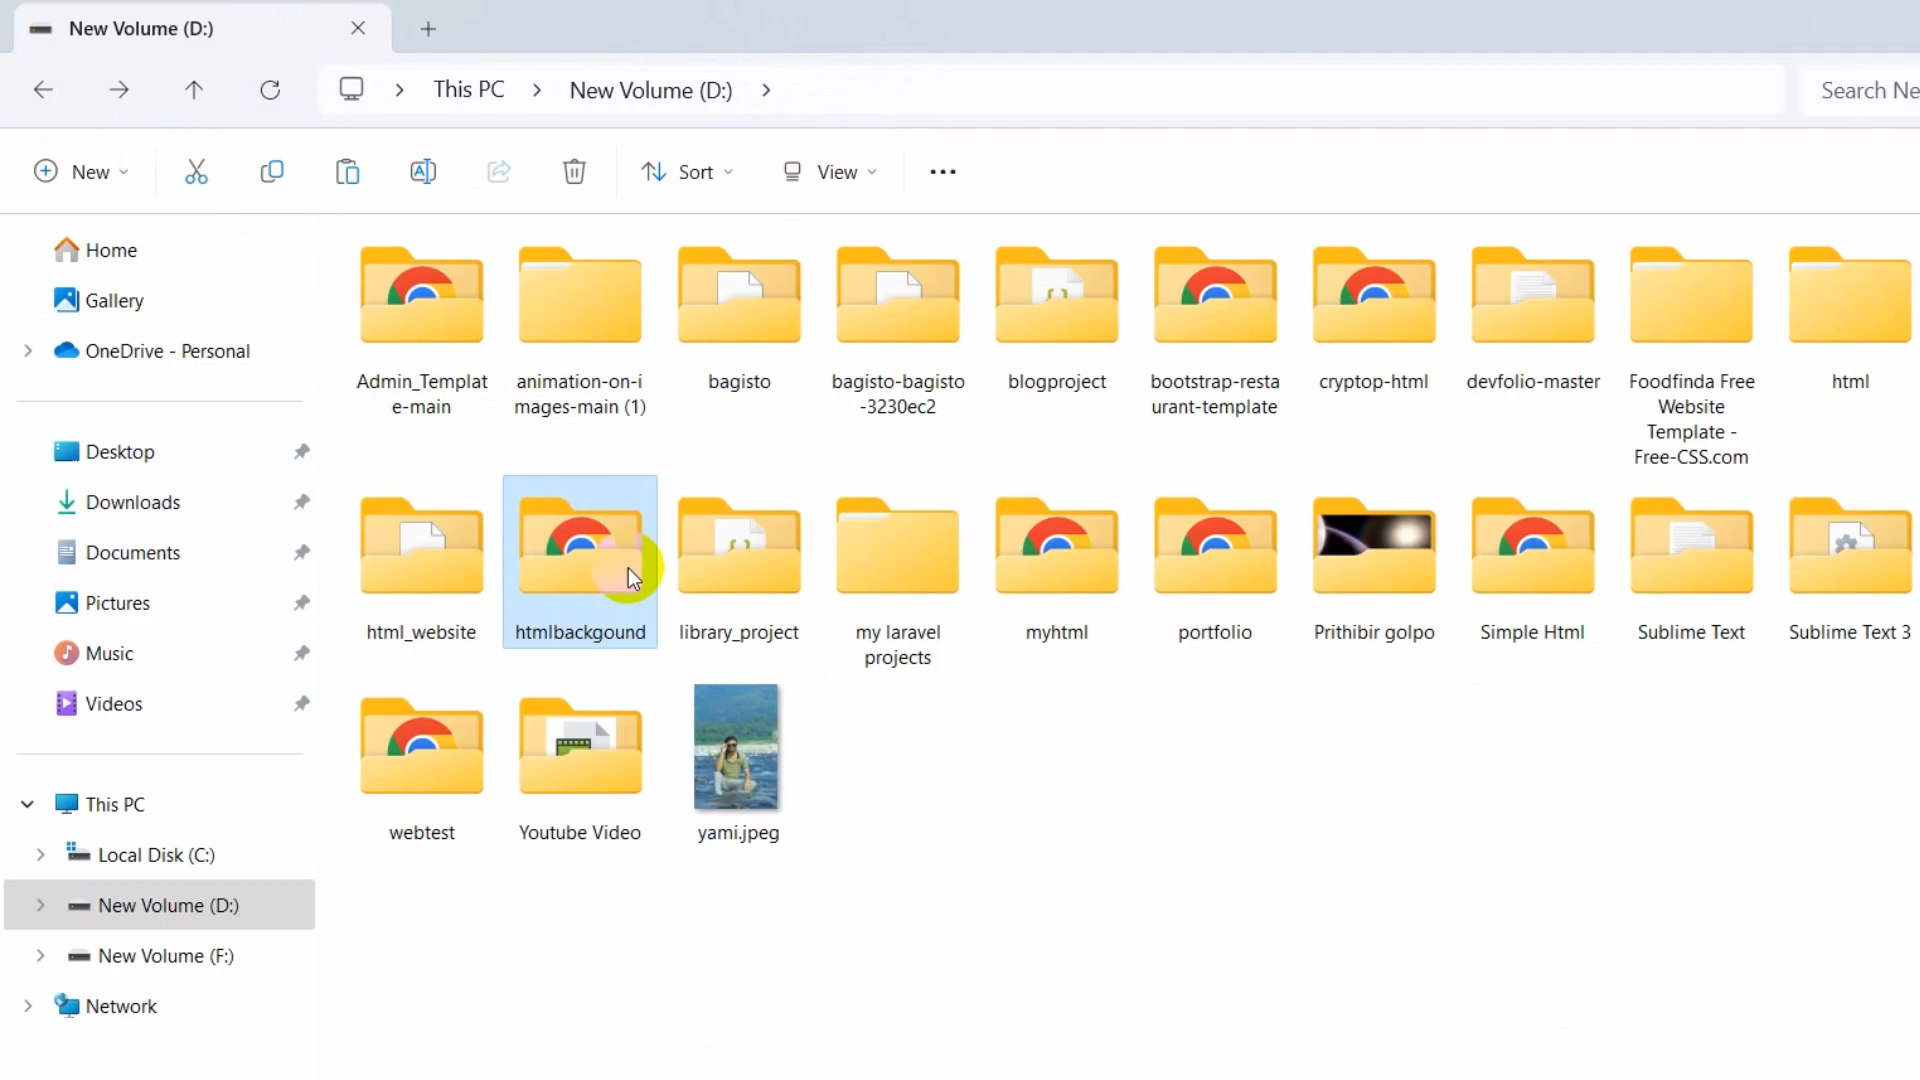 New Volume (D:)
This PC
New Volume (D:)
Search Ne
New
Sort
View
Home
Gallery
OneDrive - Personal
Desktop
Downloads
Documents
Pictures
Music
Videos
This PC
Local Disk (C:)
New Volume (D:)
New Volume (F:)
Network
Admin_Templat
e-main
animation-on-i
mages-main (1)
bagisto
bagisto-bagisto
-3230ec2
blogproject
bootstrap-resta
urant-template
cryptop-html
devfolio-master
Foodfinda Free
Website
Template -
Free-CSS.com
html
html_website
htmlbackgound
library_project
my laravel
projects
myhtml
portfolio
Prithibir golpo
Simple Html
Sublime Text
Sublime Text 3
webtest
Youtube Video
yami.jpeg